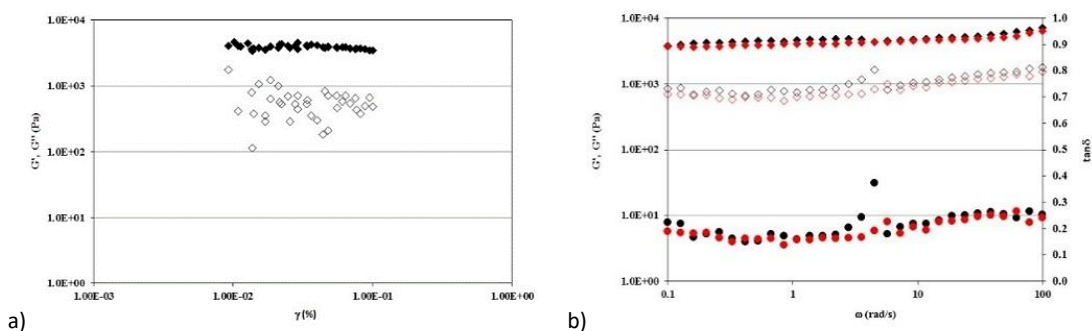 1.0E+04
1.0E+03
1.0E+02
1.0E+01
1.0E+00
G', G'' (Pa)
1.00E-03
1.00E-02
1.00E-01
1.00E+00
γ (%)
a)
1.0E+04
1.0E+03
1.0E+02
1.0E+01
1.0E+00
G', G'' (Pa)
1.0
0.9
0.8
0.7
0.6
0.5
0.4
0.3
0.2
0.1
0.0
tanδ
0.1
1
10
100
ω (rad/s)
b)